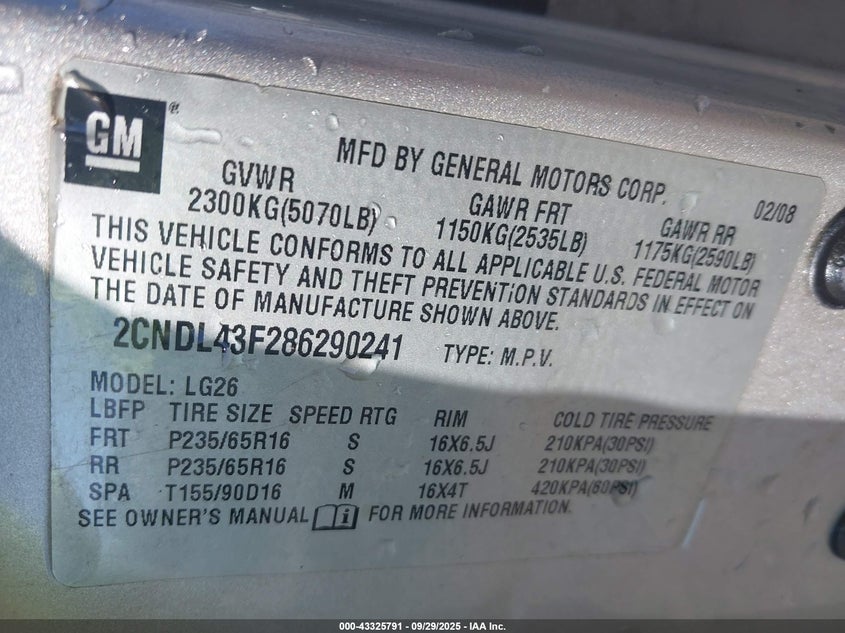 GM ®
MFD BY GENERAL MOTORS CORP. 02/08
GVWR GAWR FRT GAWR RR
2300KG(5070LB) 1150KG(2535LB) 1175KG(2590LB)
THIS VEHICLE CONFORMS TO ALL APPLICABLE U.S. FEDERAL MOTOR
VEHICLE SAFETY AND THEFT PREVENTION STANDARDS IN EFFECT ON
THE DATE OF MANUFACTURE SHOWN ABOVE.
2CNDL43F286290241 TYPE: M.P.V.
MODEL: LG26
LBFP TIRE SIZE SPEED RTG RIM COLD TIRE PRESSURE
FRT P235/65R16 S 16X6.5J 210KPA(30PSI)
RR P235/65R16 S 16X6.5J 210KPA(30PSI)
SPA T155/90D16 M 16X4T 420KPA(60PSI)
SEE OWNER'S MANUAL i FOR MORE INFORMATION.
000-43325791 - 09/29/2025 - IAA Inc.